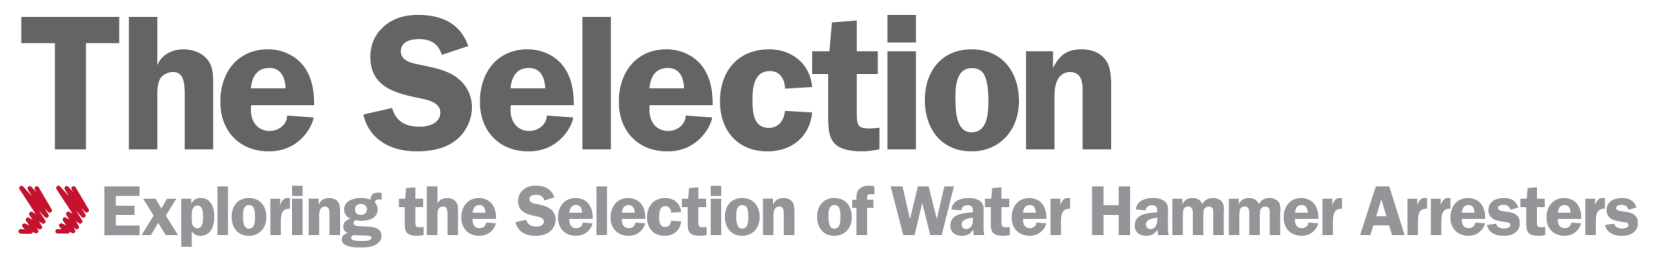 The Selection
Exploring the Selection of Water Hammer Arresters